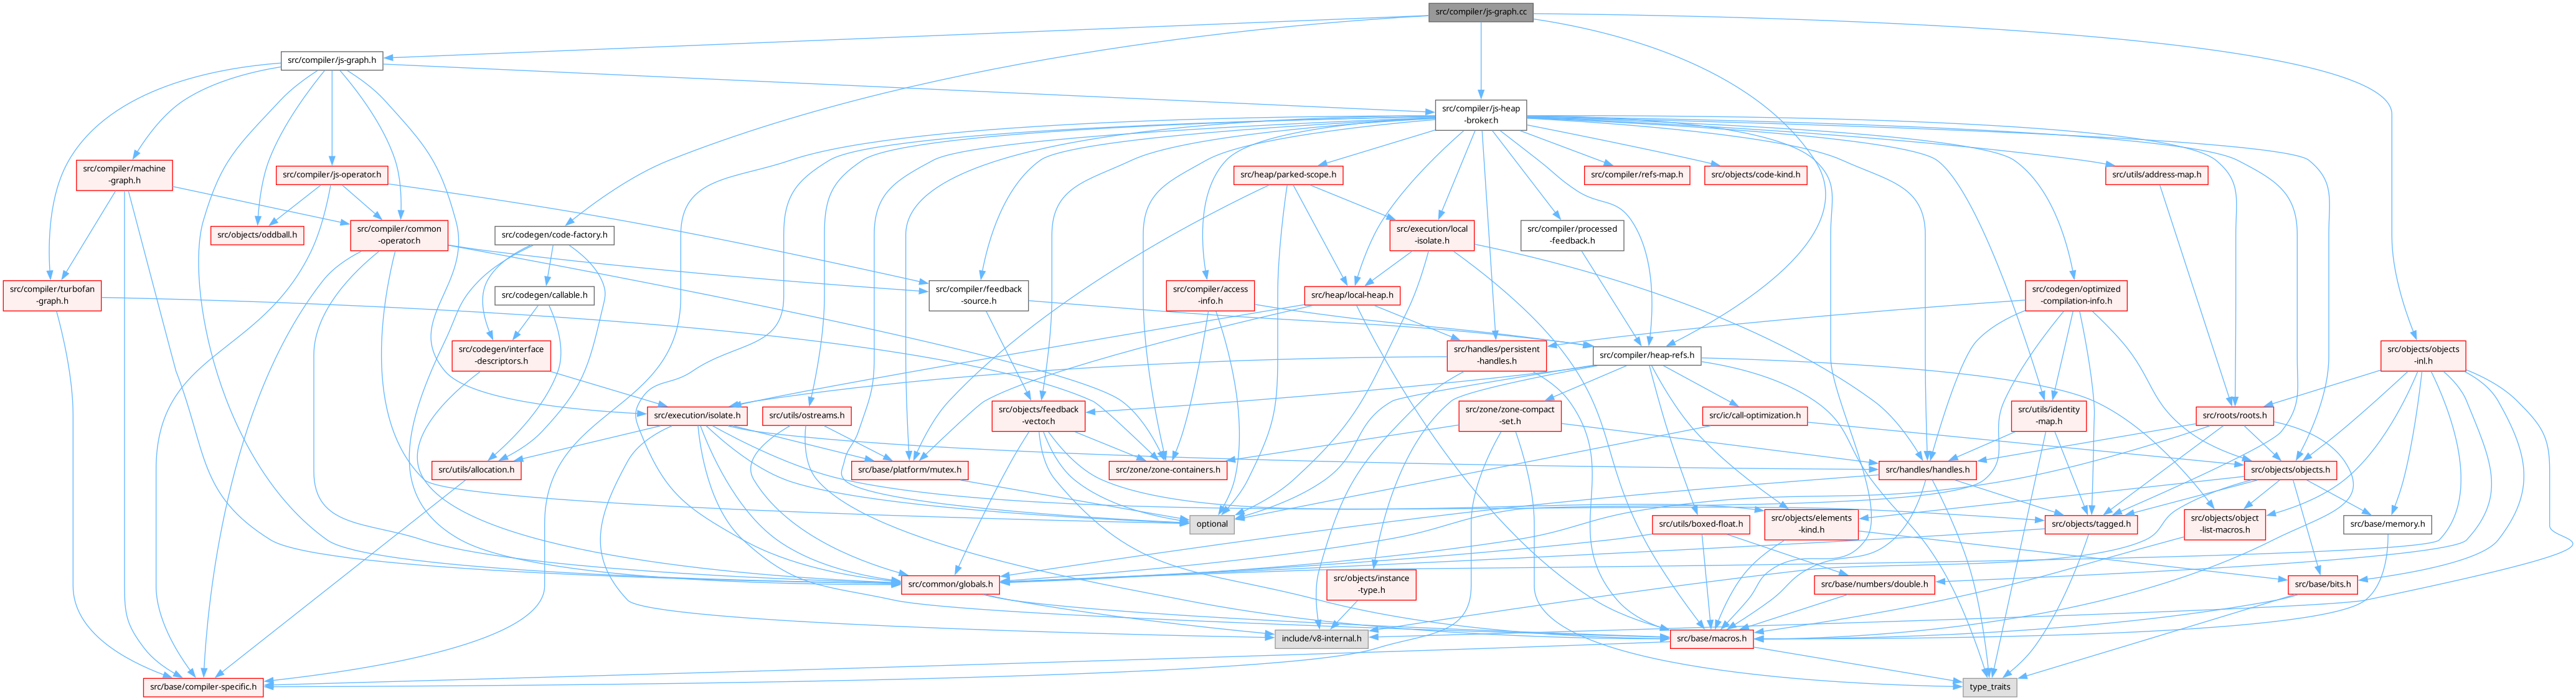 src/compiler/js-graph.cc
src/compiler/js-graph.h
src/compiler/js-heap
-broker.h
src/compiler/machine
-graph.h
src/compiler/js-operator.h
src/heap/parked-scope.h
src/compiler/refs-map.h
src/objects/code-kind.h
src/utils/address-map.h
src/objects/oddball.h
src/compiler/common
-operator.h
src/codegen/code-factory.h
src/execution/local
-isolate.h
src/compiler/processed
-feedback.h
src/compiler/turbofan
-graph.h
src/codegen/callable.h
src/compiler/feedback
-source.h
src/compiler/access
-info.h
src/heap/local-heap.h
src/codegen/optimized
-compilation-info.h
src/codegen/interface
-descriptors.h
src/handles/persistent
-handles.h
src/compiler/heap-refs.h
src/objects/objects
-inl.h
src/execution/isolate.h
src/utils/ostreams.h
src/objects/feedback
-vector.h
src/zone/zone-compact
-set.h
src/ic/call-optimization.h
src/utils/identity
-map.h
src/roots/roots.h
src/utils/allocation.h
src/base/platform/mutex.h
src/zone/zone-containers.h
src/handles/handles.h
src/objects/objects.h
optional
src/utils/boxed-float.h
src/objects/elements
-kind.h
src/objects/tagged.h
src/objects/object
-list-macros.h
src/base/memory.h
src/common/globals.h
src/objects/instance
-type.h
src/base/numbers/double.h
src/base/bits.h
include/v8-internal.h
src/base/macros.h
src/base/compiler-specific.h
type_traits